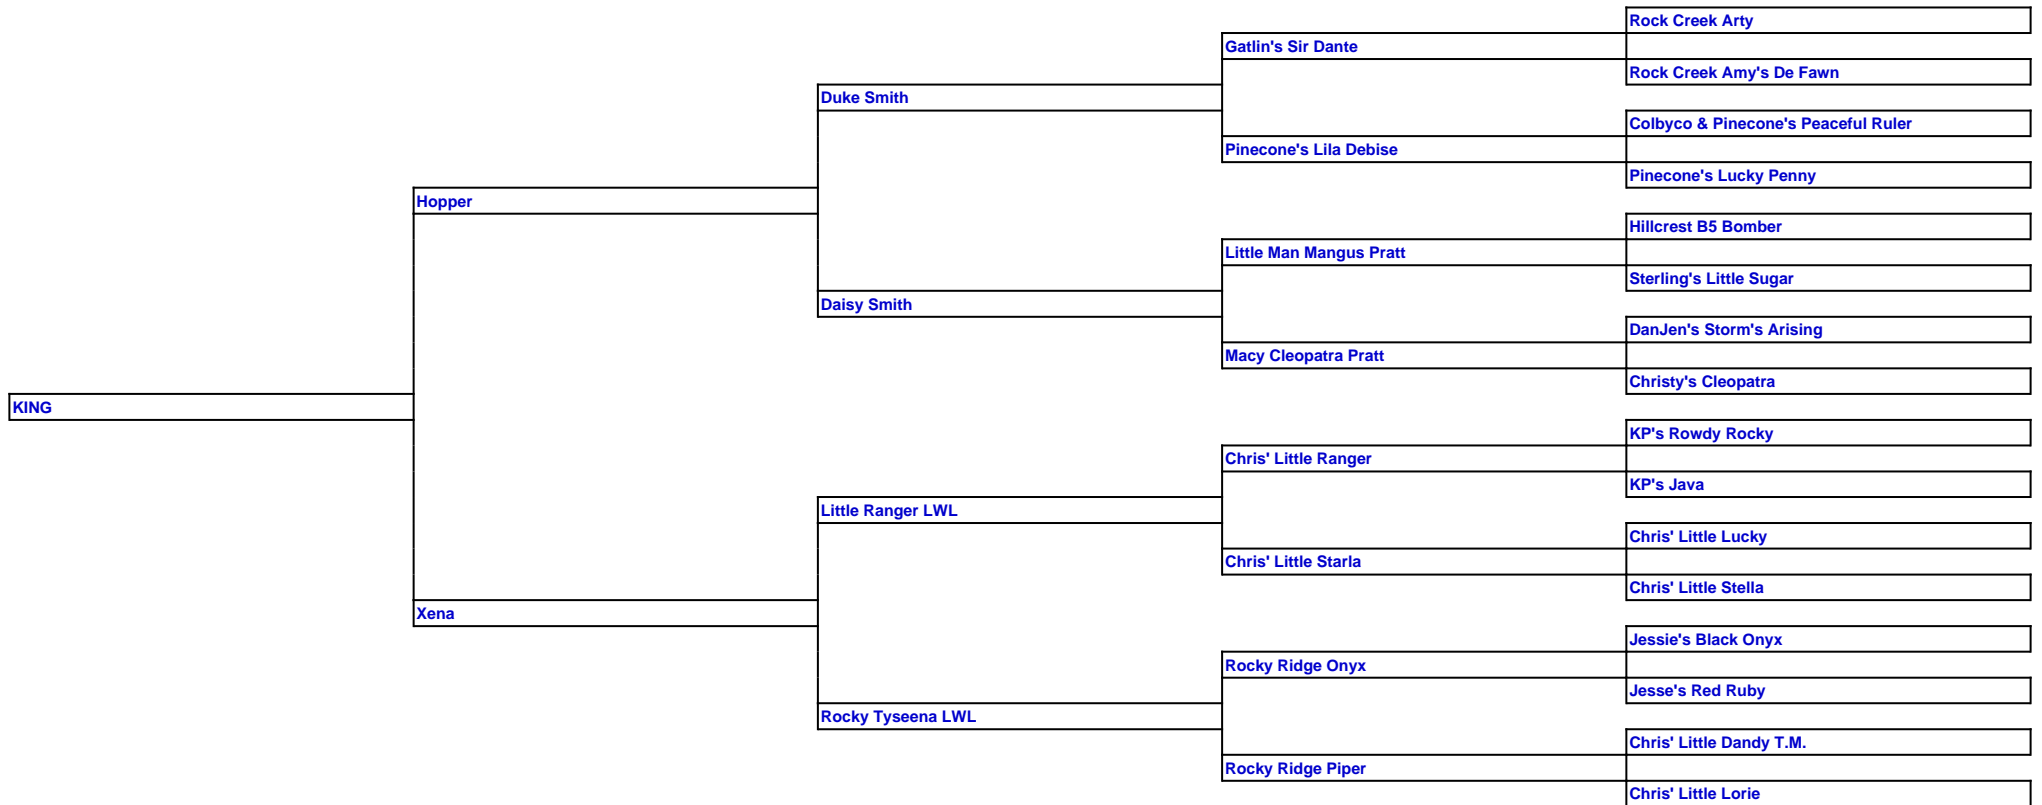 Rock Creek Arty
Gatlin's Sir Dante
Rock Creek Amy's De Fawn
Duke Smith
Colbyco & Pinecone's Peaceful Ruler
Pinecone's Lila Debise
Pinecone's Lucky Penny
Hopper
Hillcrest B5 Bomber
Little Man Mangus Pratt
Sterling's Little Sugar
Daisy Smith
DanJen's Storm's Arising
Macy Cleopatra Pratt
Christy's Cleopatra
KING
KP's Rowdy Rocky
Chris' Little Ranger
KP's Java
Little Ranger LWL
Chris' Little Lucky
Chris' Little Starla
Chris' Little Stella
Xena
Jessie's Black Onyx
Rocky Ridge Onyx
Jesse's Red Ruby
Rocky Tyseena LWL
Chris' Little Dandy T.M.
Rocky Ridge Piper
Chris' Little Lorie